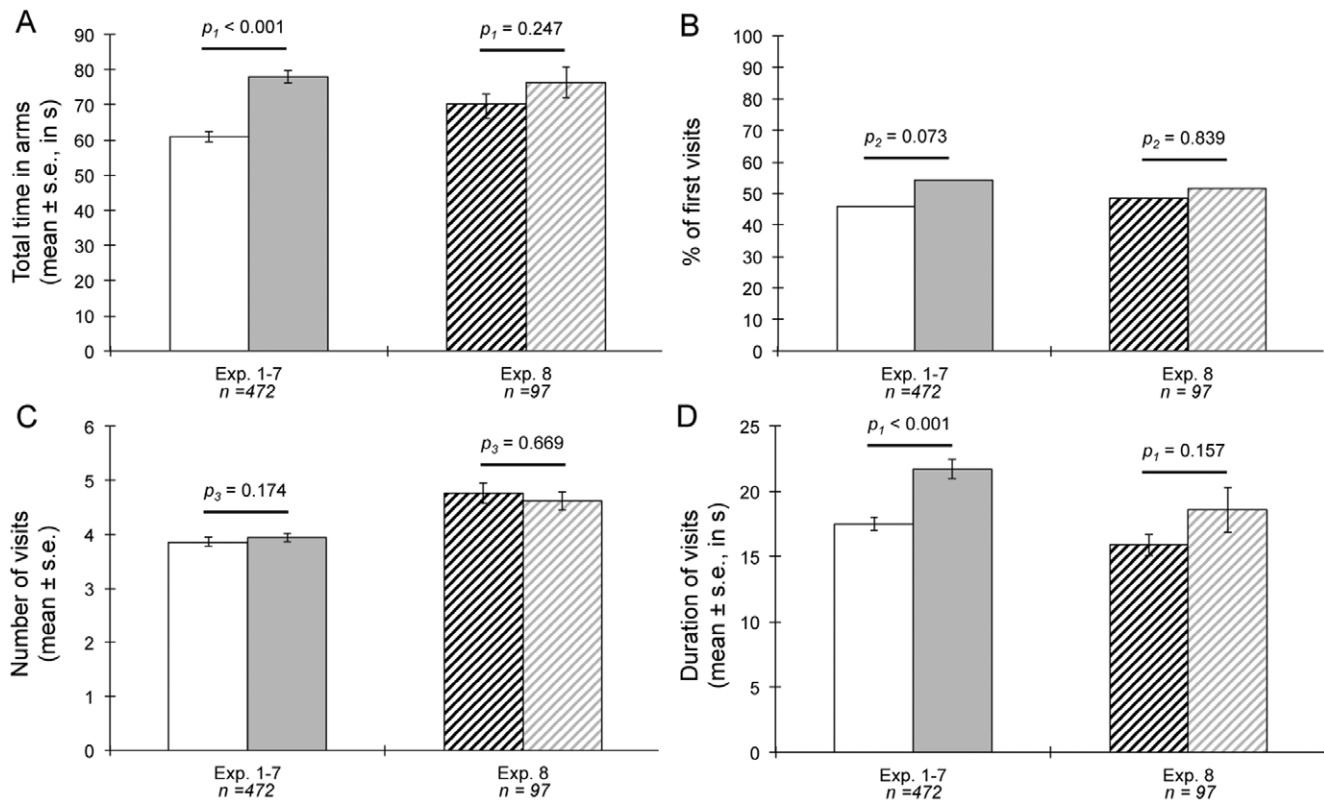 A
Total time in arms
(mean ± s.e., in s)
90
80
70
60
50
40
30
20
10
0
p1 < 0.001
p1 = 0.247
Exp. 1-7
n =472
Exp. 8
n =97
B
% of first visits
100
90
80
70
60
50
40
30
20
10
0
p2 = 0.073
p2 = 0.839
Exp. 1-7
n =472
Exp. 8
n = 97
C
Number of visits
(mean ± s.e.)
6
5
4
3
2
1
0
p3 = 0.174
p3 = 0.669
Exp. 1-7
n =472
Exp. 8
n = 97
D
Duration of visits
(mean ± s.e., in s)
25
20
15
10
5
0
p1 < 0.001
p1 = 0.157
Exp. 1-7
n =472
Exp. 8
n = 97